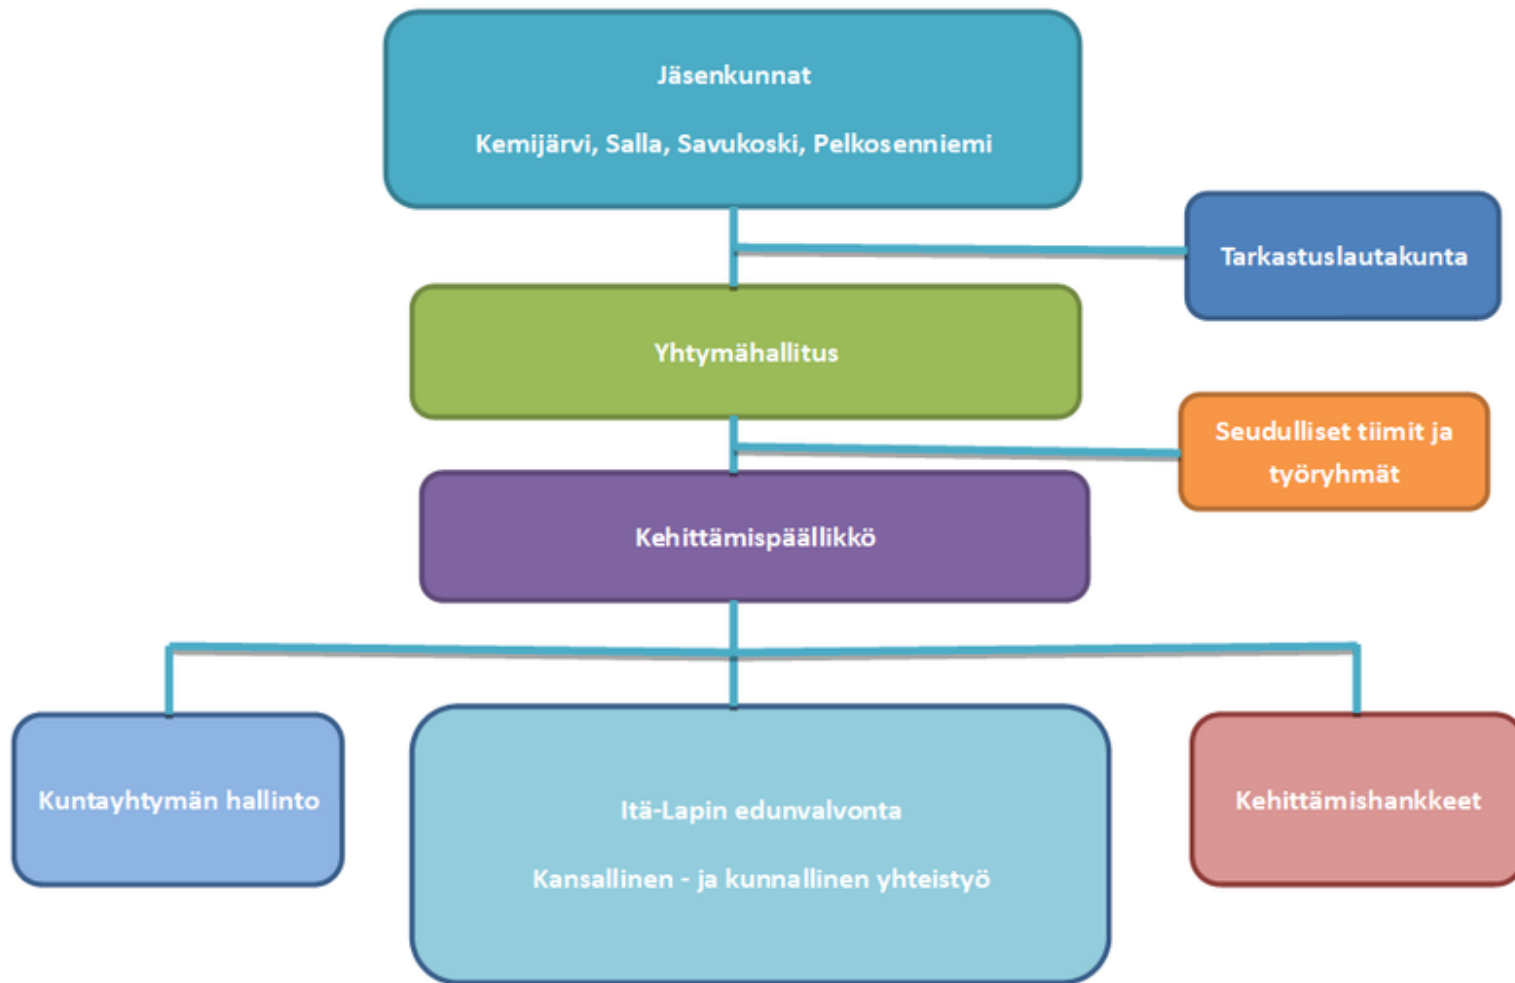 Jäsenkunnat
Kemijärvi, Salla, Savukoski, Pelkosenniemi
Tarkastuslautakunta
Yhtymähallitus
Seudulliset tiimit ja
työryhmät
Kehittämispäällikkö
Kuntayhtymän hallinto
Itä-Lapin edunvalvonta
Kansallinen - ja kunnallinen yhteistyö
Kehittämishankkeet